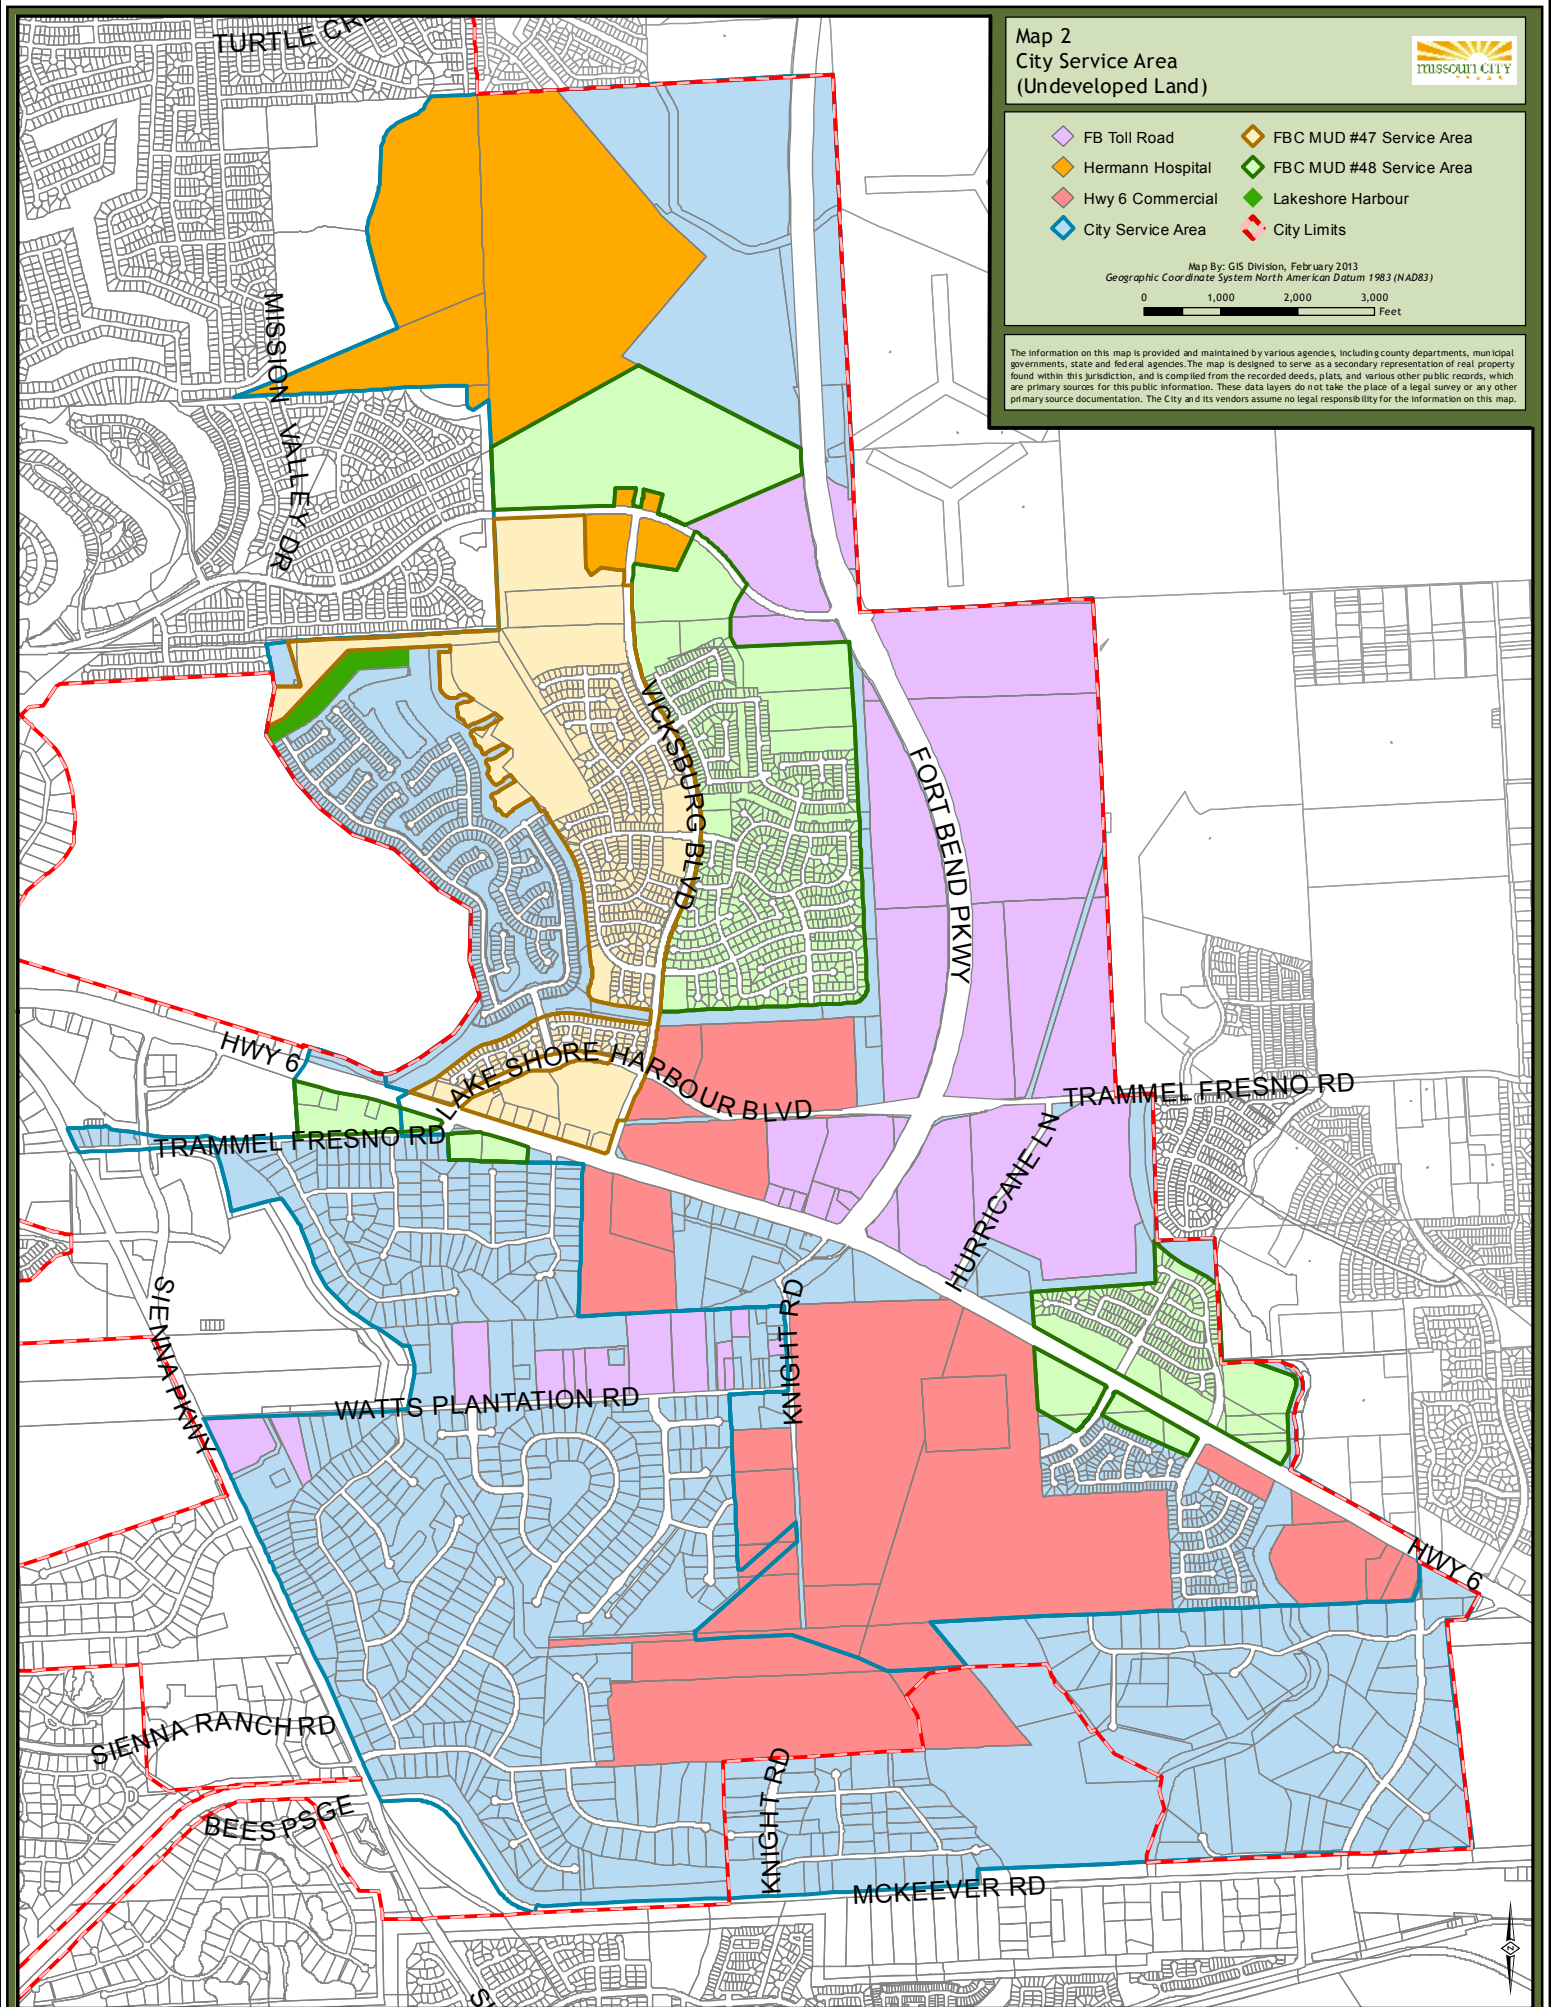 Map 2
City Service Area
(Undeveloped Land)
missouri CITY
TEXAS
FB Toll Road
Hermann Hospital
Hwy 6 Commercial
City Service Area
FBC MUD #47 Service Area
FBC MUD #48 Service Area
Lakeshore Harbour
City Limits
Map By: GIS Division, February 2013
Geographic Coordinate System North American Datum 1983 (NAD83)
0 1,000 2,000 3,000
Feet
The information on this map is provided and maintained by various agencies, including county departments, municipal
governments, state and federal agencies. The map is designed to serve as a secondary representation of real property
found within this jurisdiction, and is compiled from the recorded deeds, plats, and various other public records, which
are primary sources for this public information. These data layers do not take the place of a legal survey or any other
primary source documentation. The City and its vendors assume no legal responsibility for the information on this map.
TURTLE CRE
MISSION VALLEY DR
VICKSBURG BLVD
FORT BEND PKWY
HWY 6
LAKE SHORE HARBOUR BLVD
TRAMMEL FRESNO RD
TRAMMEL FRESNO RD
HURRICANE LN
SIENNA PKWY
KNIGHT RD
WATTS PLANTATION RD
HWY 6
SIENNA RANCH RD
BEES PSGE
KNIGHT RD
MCKEEVER RD
SI
N